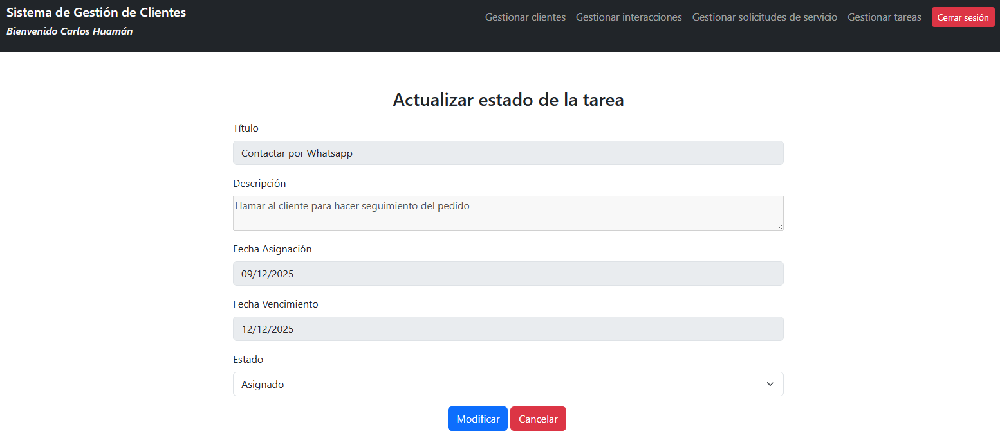 Sistema de Gestión de Clientes
Bienvenido Carlos Huamán
Gestionar clientes Gestionar interacciones Gestionar solicitudes de servicio Gestionar tareas Cerrar sesión
Actualizar estado de la tarea
Título
Contactar por Whatsapp
Descripción
Llamar al cliente para hacer seguimiento del pedido
Fecha Asignación
09/12/2025
Fecha Vencimiento
12/12/2025
Estado
Asignado
Modificar Cancelar